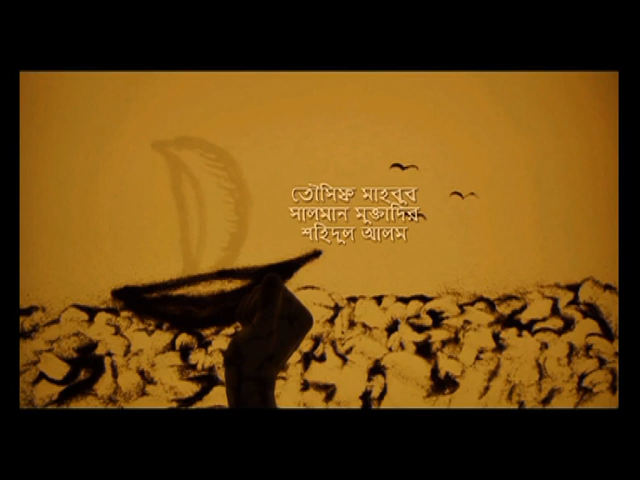 তৌসিফ মাহবুব
সালমান মুক্তাদির
শহিদুল আলম